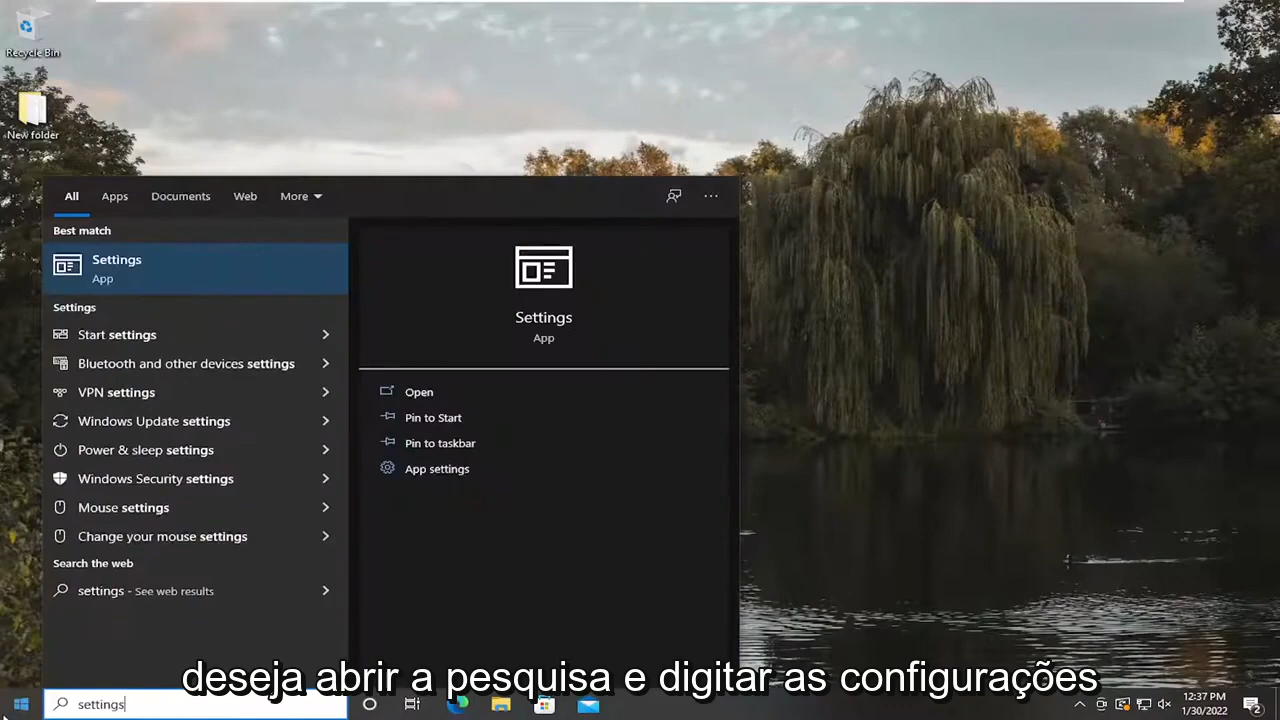 Recycle Bin
New folder
All Apps Documents Web More
Best match
Settings
App
Settings
Start settings
Bluetooth and other devices settings
VPN settings
Windows Update settings
Power & sleep settings
Windows Security settings
Mouse settings
Change your mouse settings
Search the web
settings - See web results
Settings
App
Open
Pin to Start
Pin to taskbar
App settings
deseja abrir a pesquisa e digitar as configurações
settings
12:37 PM
1/30/2022
2